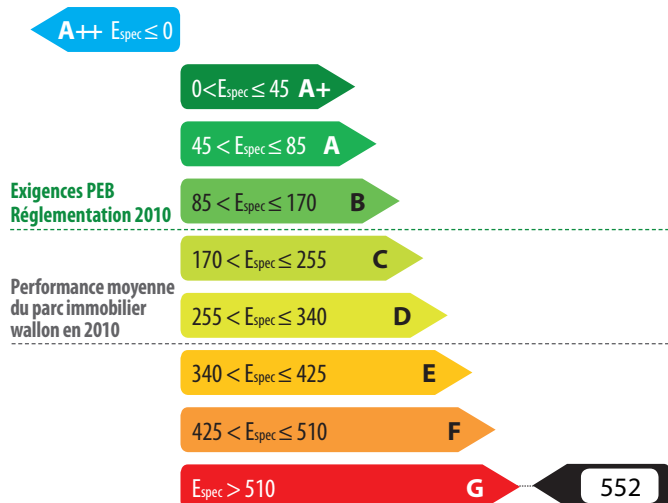 A++ Espec ≤ 0
0 < Espec ≤ 45 A+
45 < Espec ≤ 85 A
Exigences PEB
Réglementation 2010
85 < Espec ≤ 170 B
170 < Espec ≤ 255 C
Performance moyenne
du parc immobilier
wallon en 2010
255 < Espec ≤ 340 D
340 < Espec ≤ 425 E
425 < Espec ≤ 510 F
Espec > 510 G 552